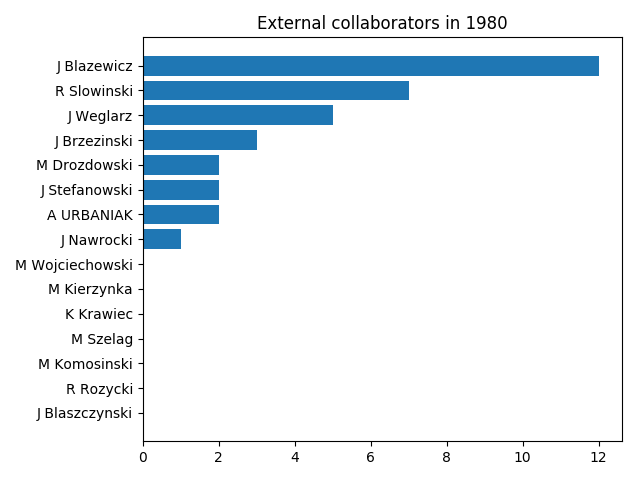 External collaborators in 1980
J Blazewicz
R Slowinski
J Weglarz
J Brzezinski
M Drozdowski
J Stefanowski
A URBANIAK
J Nawrocki
M Wojciechowski
M Kierzynka
K Krawiec
M Szelag
M Komosinski
R Rozycki
J Blaszczynski
0 2 4 6 8 10 12